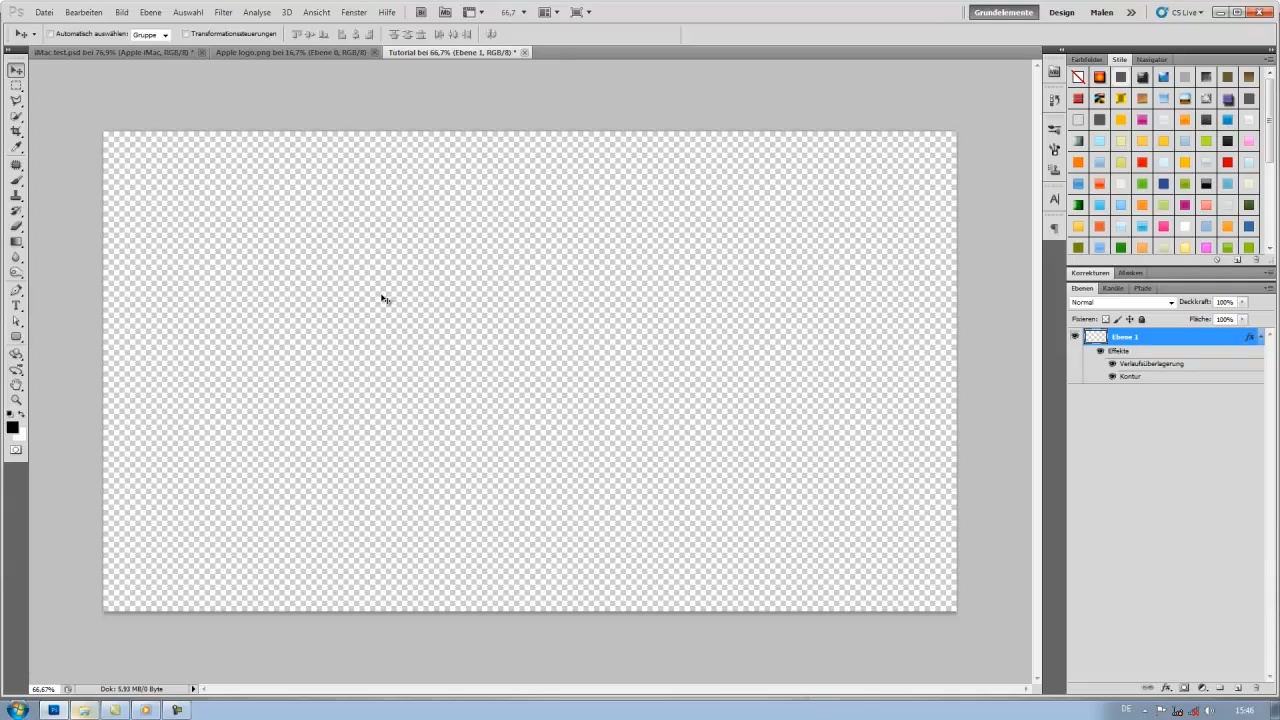 Datei Bearbeiten Bild Ebene Auswahl Filter Analyse 3D Ansicht Fenster Hilfe Br Mb 66,7 Grundelemente Design Malen CS Live
Automatisch auswählen: Gruppe Transformationssteuerungen
iMac test.psd bei 76,9% (Apple iMac, RGB/8) * Apple logo.png bei 16,7% (Ebene 0, RGB/8) Tutorial bei 66,7% (Ebene 1, RGB/8) *
Farbfelder Stile Navigator
Korrekturen Masken
Ebenen Kanäle Pfade
Normal Deckkraft: 100%
Fixieren: Fläche: 100%
Ebene 1 fx
Effekte
Verlaufsüberlagerung
Kontur
66,67% Dok: 5,93 MB/0 Byte
DE 15:46